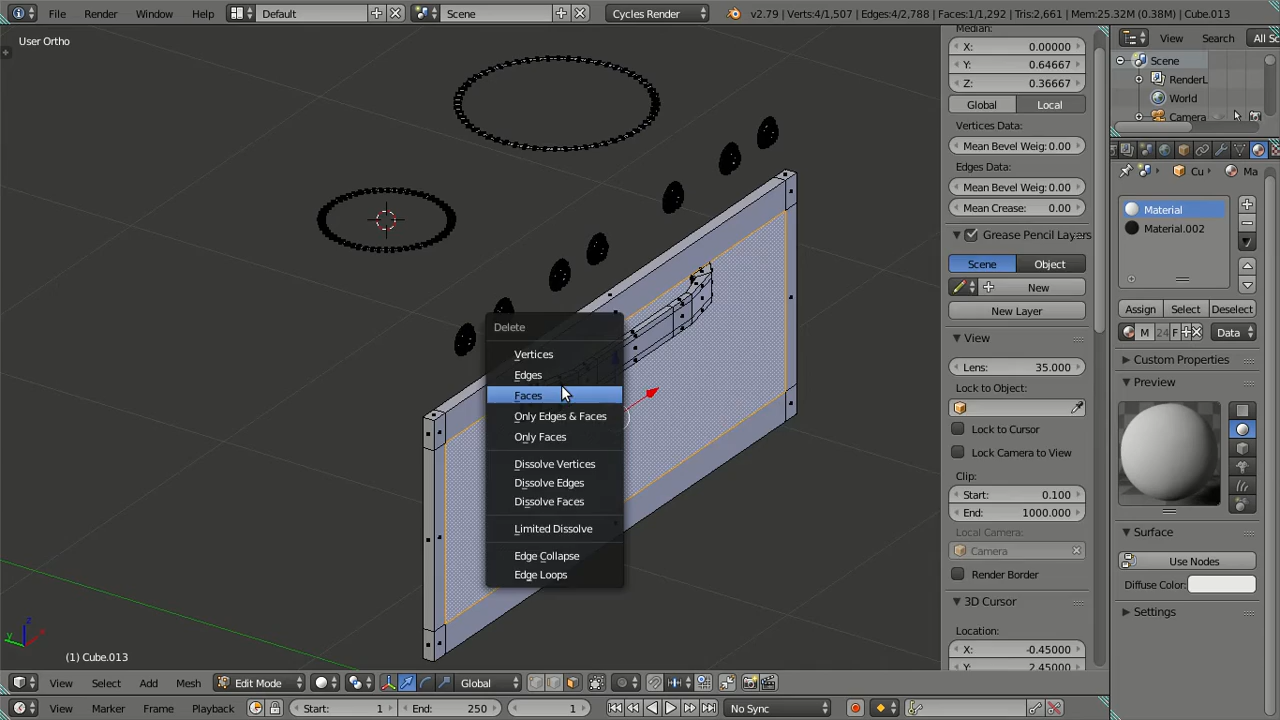 File Render Window Help Default Scene Cycles Render v2.79 | Verts:4/1,507 | Edges:4/2,788 | Faces:1/1,292 | Tris:2,661 | Mem:25.32M (0.38M) | Cube.013
User Ortho
Median:
X: 0.00000
Y: 0.64667
Z: 0.36667
Global Local
Vertices Data:
Mean Bevel Weig: 0.00
Edges Data:
Mean Bevel Weig: 0.00
Mean Crease: 0.00
Grease Pencil Layers
Scene Object
New
New Layer
View
Lens: 35.000
Lock to Object:
Lock to Cursor
Lock Camera to View
Clip:
Start: 0.100
End: 1000.000
Local Camera:
Camera
Render Border
3D Cursor
Location:
X: -0.45000
Y: 2.45000
View Search All Sc
Scene
RenderL
World
Camera
Cu Ma
Material
Material.002
Assign Select Deselect
M 24 F Data
Custom Properties
Preview
Surface
Use Nodes
Diffuse Color:
Settings
Delete
Vertices
Edges
Faces
Only Edges & Faces
Only Faces
Dissolve Vertices
Dissolve Edges
Dissolve Faces
Limited Dissolve
Edge Collapse
Edge Loops
z
y x
(1) Cube.013
View Select Add Mesh Edit Mode Global
View Marker Frame Playback Start: 1 End: 250 1 No Sync